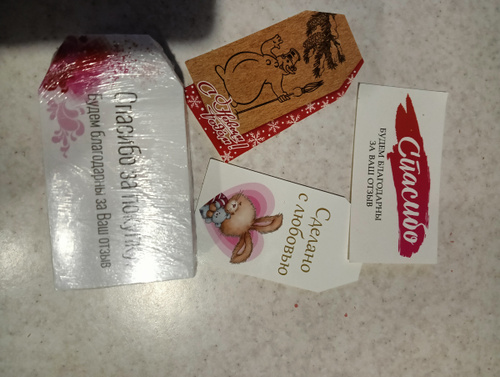 Спасибо за покупку
Будем благодарны за Ваш отзыв
Сделано
с любовью
Спасибо
БУДЕМ БЛАГОДАРНЫ
ЗА ВАШ ОТЗЫВ